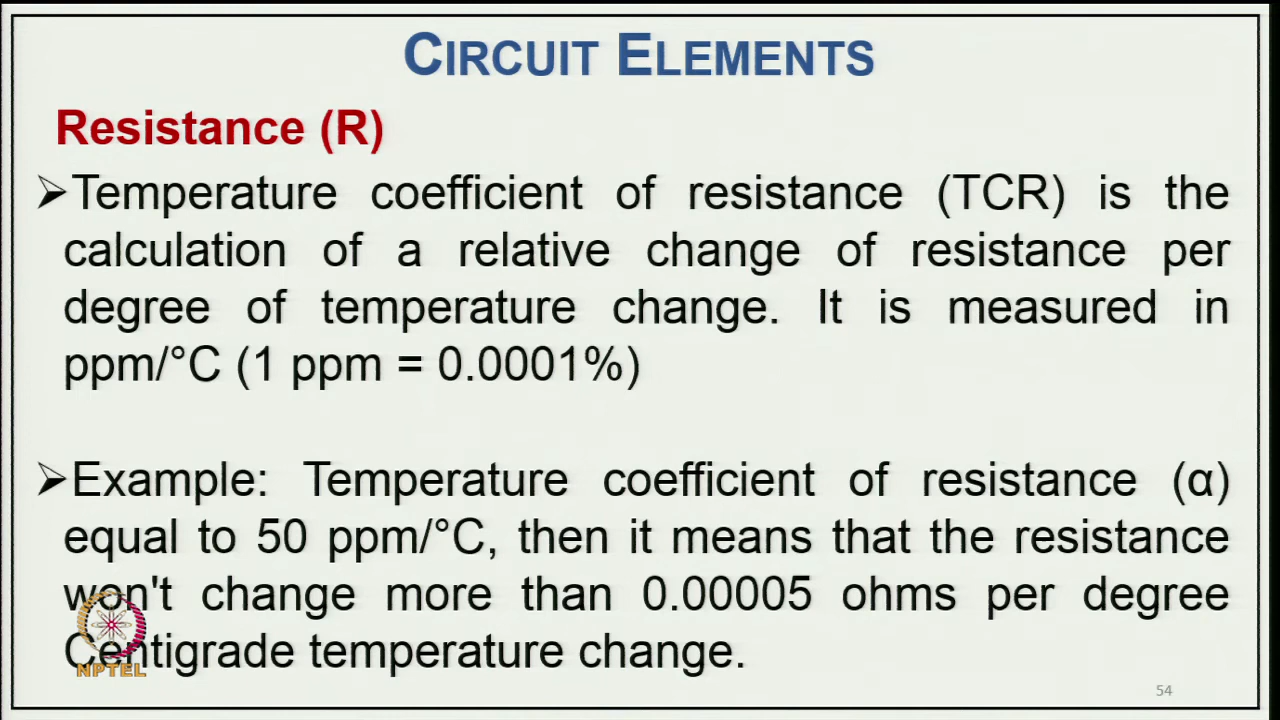 CIRCUIT ELEMENTS
Resistance (R)
➢Temperature coefficient of resistance (TCR) is the
calculation of a relative change of resistance per
degree of temperature change. It is measured in
ppm/°C (1 ppm = 0.0001%)
➢Example: Temperature coefficient of resistance (α)
equal to 50 ppm/°C, then it means that the resistance
won't change more than 0.00005 ohms per degree
Centigrade temperature change.
NPTEL
54